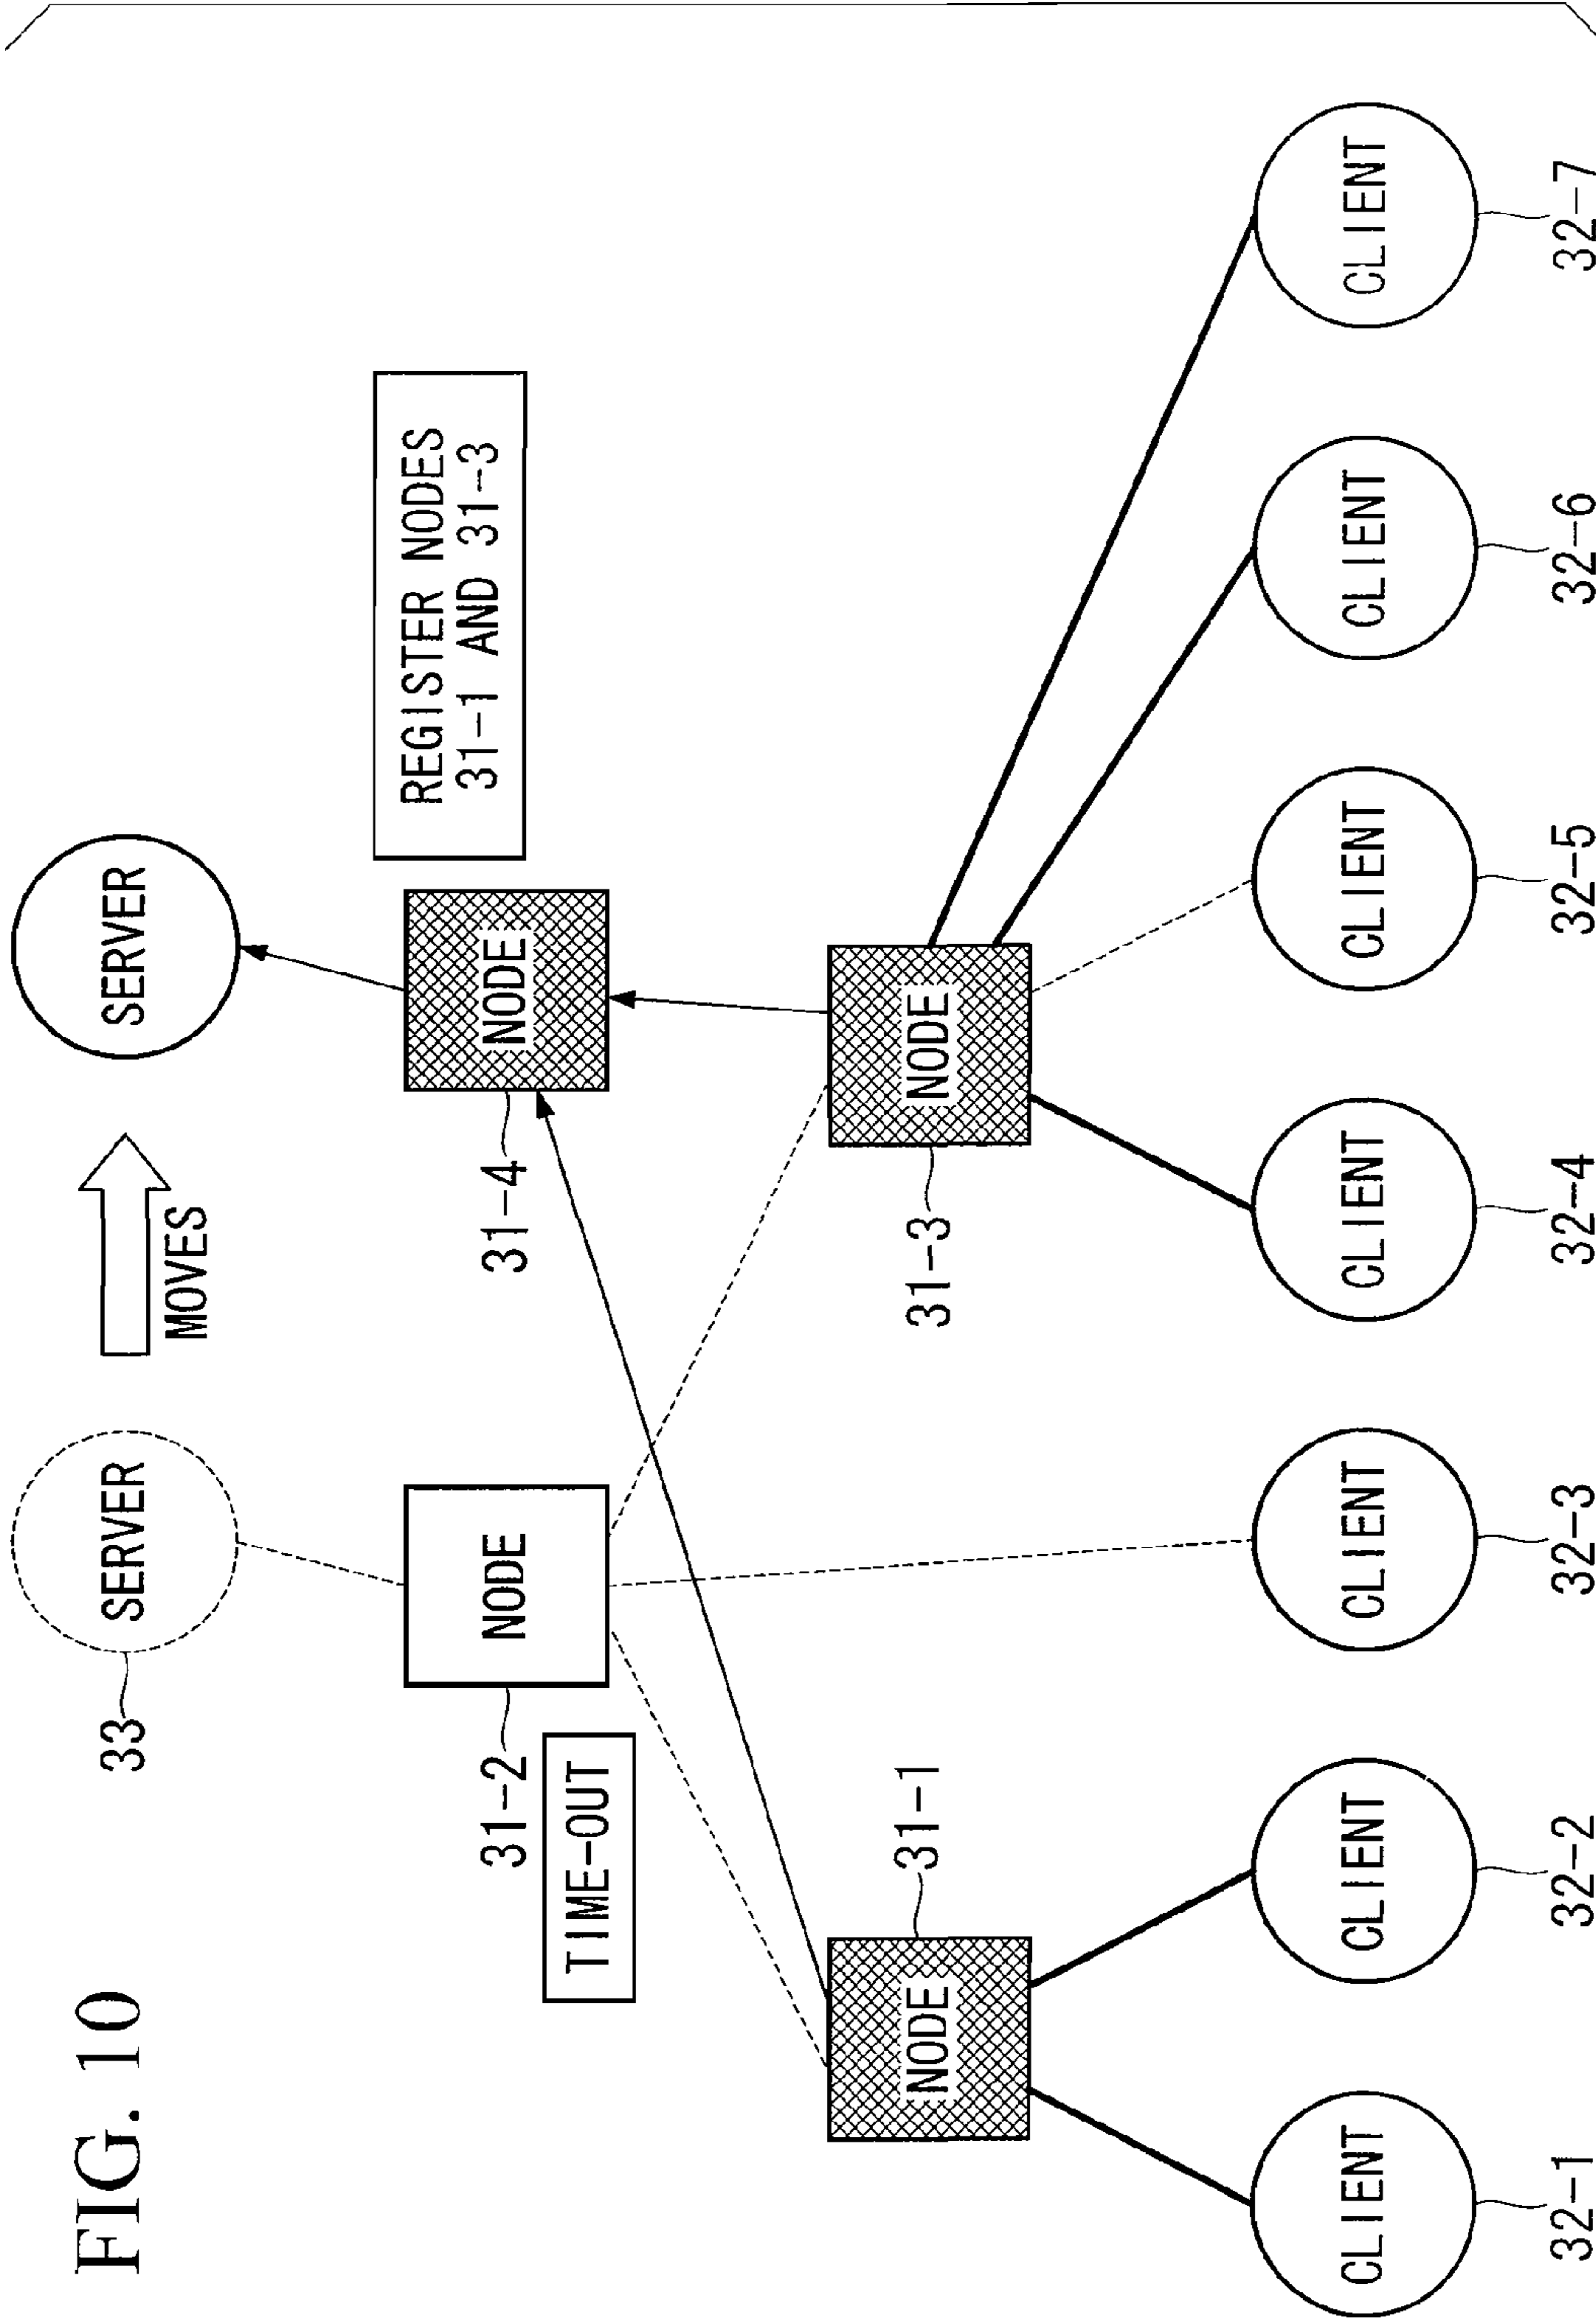 FIG. 10
33
SERVER
MOVES
SERVER
31-2
NODE
TIME-OUT
31-4
NODE
REGISTER NODES
31-1 AND 31-3
NODE
31-1
31-3
NODE
CLIENT
CLIENT
CLIENT
CLIENT
CLIENT
CLIENT
CLIENT
32-1
32-2
32-3
32-4
32-5
32-6
32-7